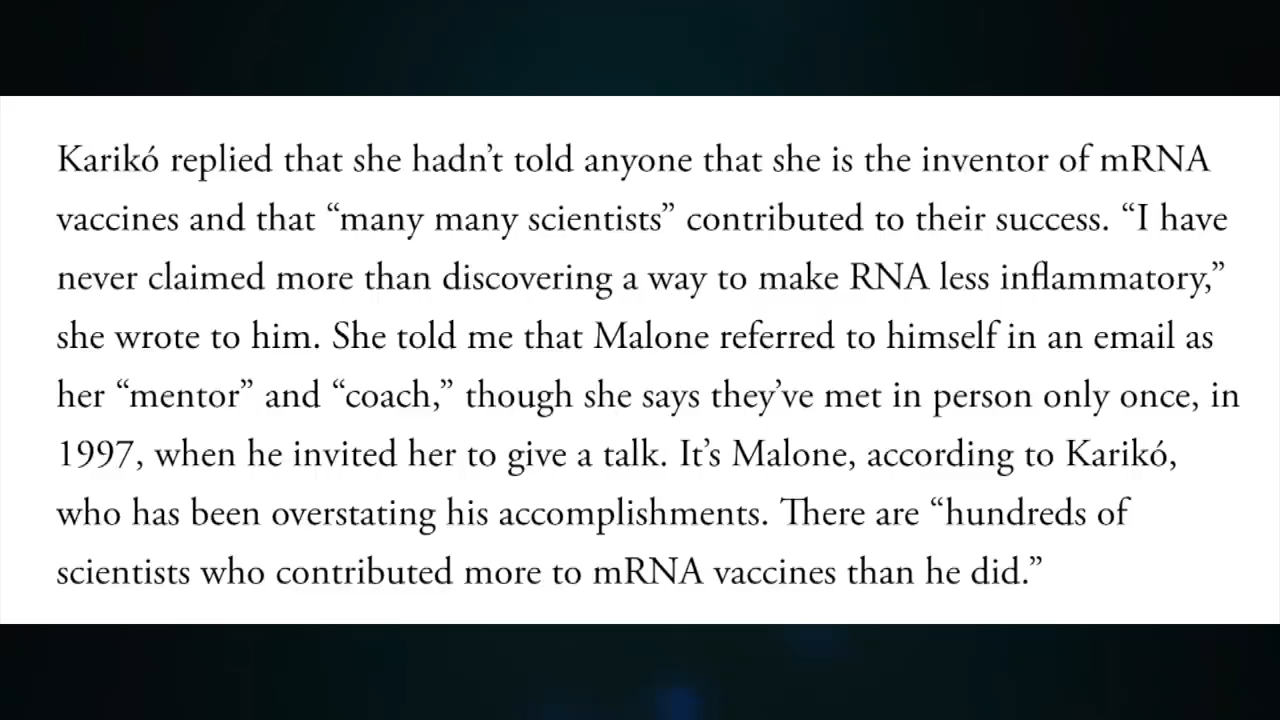 Karikó replied that she hadn’t told anyone that she is the inventor of mRNA
vaccines and that “many many scientists” contributed to their success. “I have
never claimed more than discovering a way to make RNA less inflammatory,”
she wrote to him. She told me that Malone referred to himself in an email as
her “mentor” and “coach,” though she says they’ve met in person only once, in
1997, when he invited her to give a talk. It’s Malone, according to Karikó,
who has been overstating his accomplishments. There are “hundreds of
scientists who contributed more to mRNA vaccines than he did.”